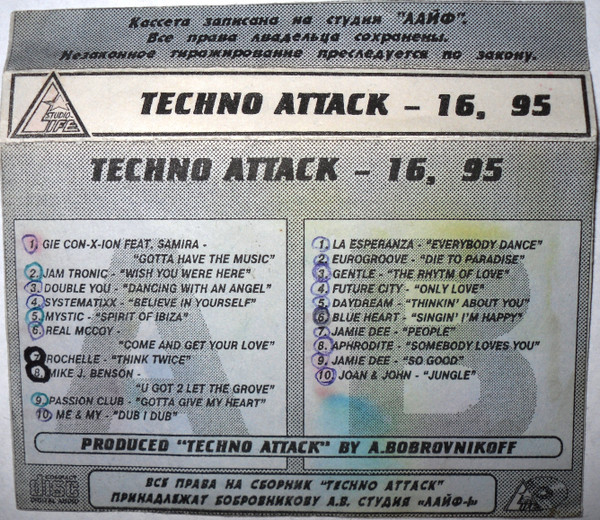 Кассета записана на студии "ЛАЙФ".
Все права владельца сохранены.
Незаконное тиражирование преследуется по закону.
STUDIO
LIFE
TECHNO ATTACK - 16, 95
TECHNO ATTACK - 16, 95
1. GIE CON-X-ION FEAT. SAMIRA -
"GOTTA HAVE THE MUSIC"
2. JAM TRONIC - "WISH YOU WERE HERE"
3. DOUBLE YOU - "DANCING WITH AN ANGEL"
4. SYSTEMATIXX - "BELIEVE IN YOURSELF"
5. MYSTIC - "SPIRIT OF IBIZA"
6. REAL MCCOY -
"COME AND GET YOUR LOVE"
7 ROCHELLE - "THINK TWICE"
8 MIKE J. BENSON -
"U GOT 2 LET THE GROVE"
9. PASSION CLUB - "GOTTA GIVE MY HEART"
10. ME & MY - "DUB I DUB"
A
1. LA ESPERANZA - "EVERYBODY DANCE"
2. EUROGROOVE - "DIE TO PARADISE"
3. GENTLE - "THE RHYTM OF LOVE"
4. FUTURE CITY - "ONLY LOVE"
5. DAYDREAM - "THINKIN' ABOUT YOU"
6. BLUE HEART - "SINGIN' I'M HAPPY"
7. JAMIE DEE - "PEOPLE"
8. APHRODITE - "SOMEBODY LOVES YOU"
9. JAMIE DEE - "SO GOOD"
10. JOAN & JOHN - "JUNGLE"
B
PRODUCED "TECHNO ATTACK" BY A.BOBROVNIKOFF
COMPACT
disc
DIGITAL AUDIO
ВСЕ ПРАВА НА СБОРНИК "TECHNO ATTACK"
ПРИНАДЛЕЖАТ БОБРОВНИКОВУ А.В. СТУДИЯ «ЛАЙФ-I»